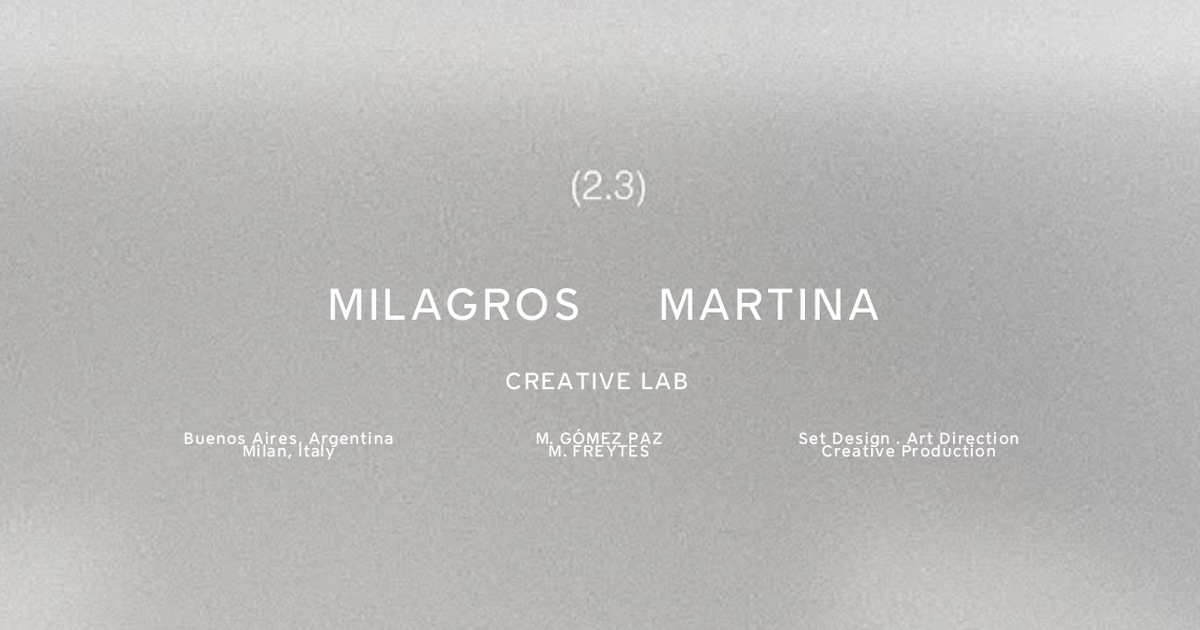 (2.3)
MILAGROS MARTINA
CREATIVE LAB
Buenos Aires, Argentina
Milan, Italy
M. GÓMEZ PAZ
M. FREYTES
Set Design . Art Direction
Creative Production